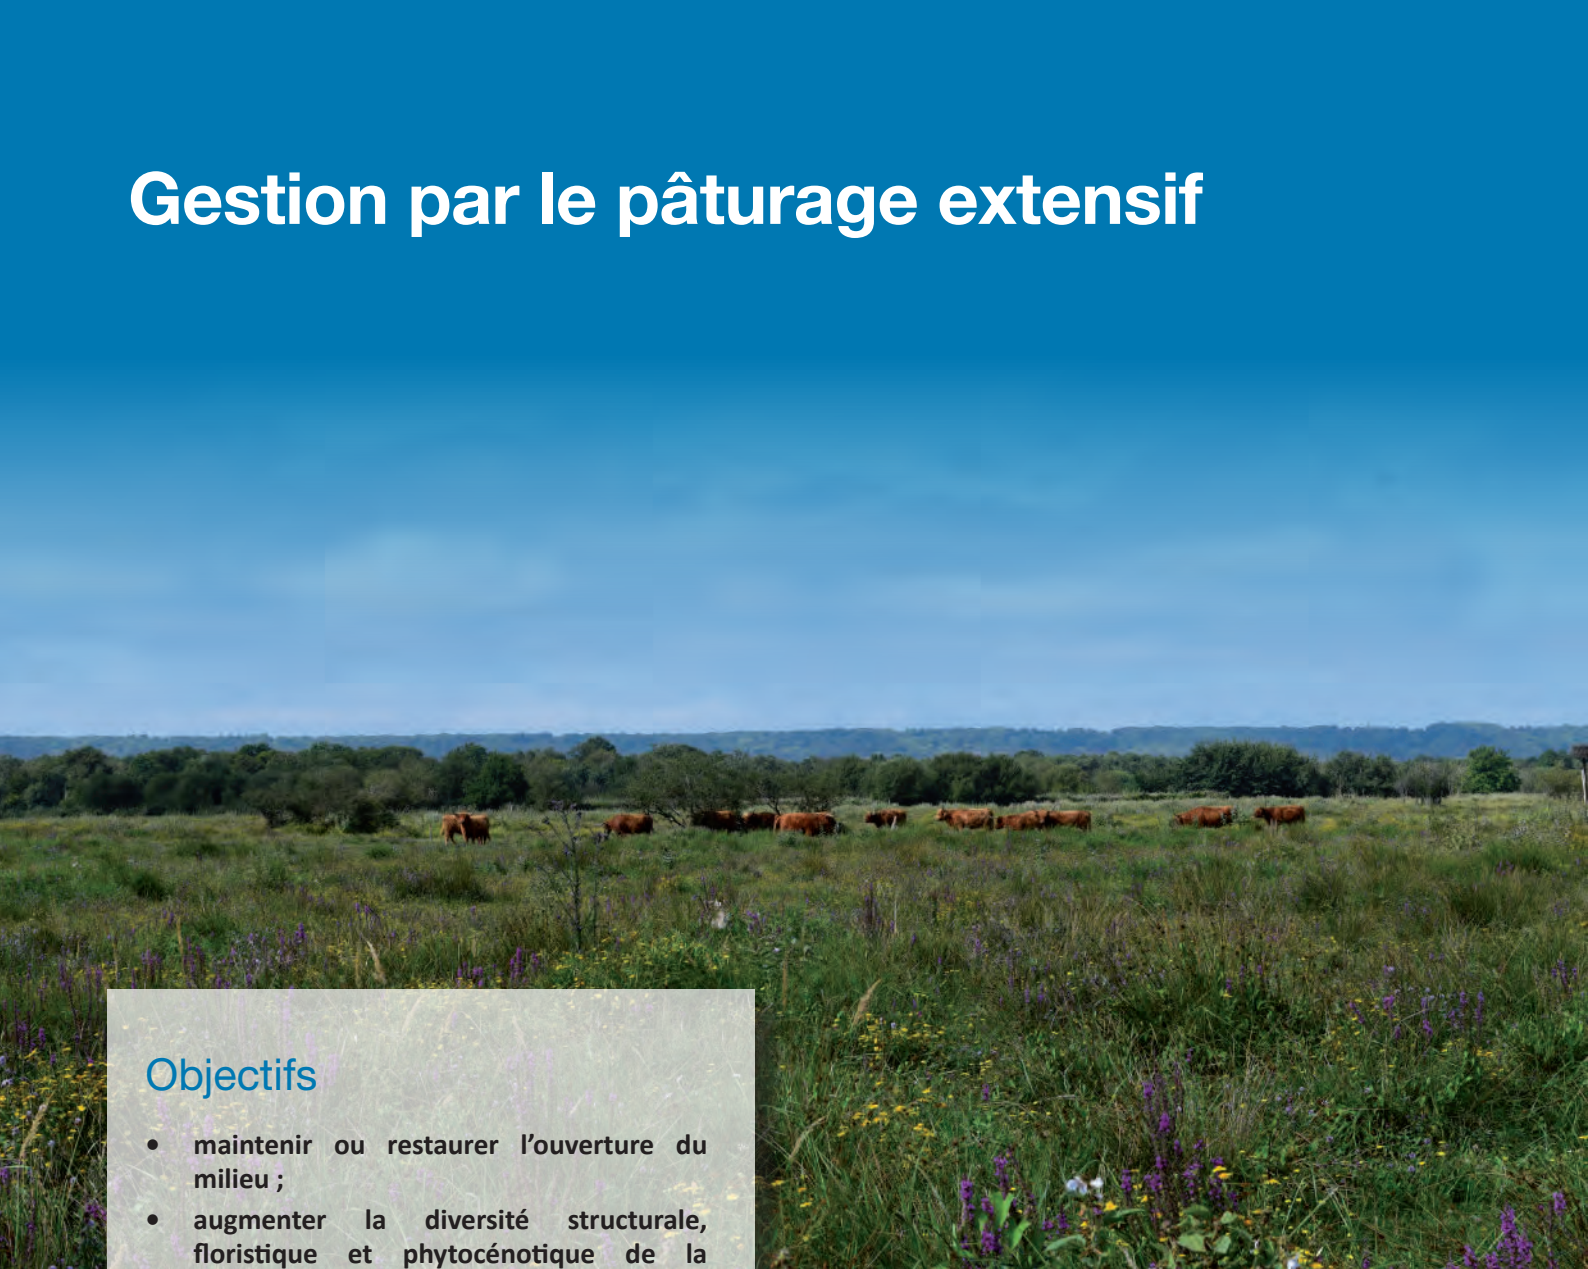 Gestion par le pâturage extensif
Objectifs
• maintenir ou restaurer l’ouverture du
milieu ;
• augmenter la diversité structurale,
floristique et phytocénotique de la